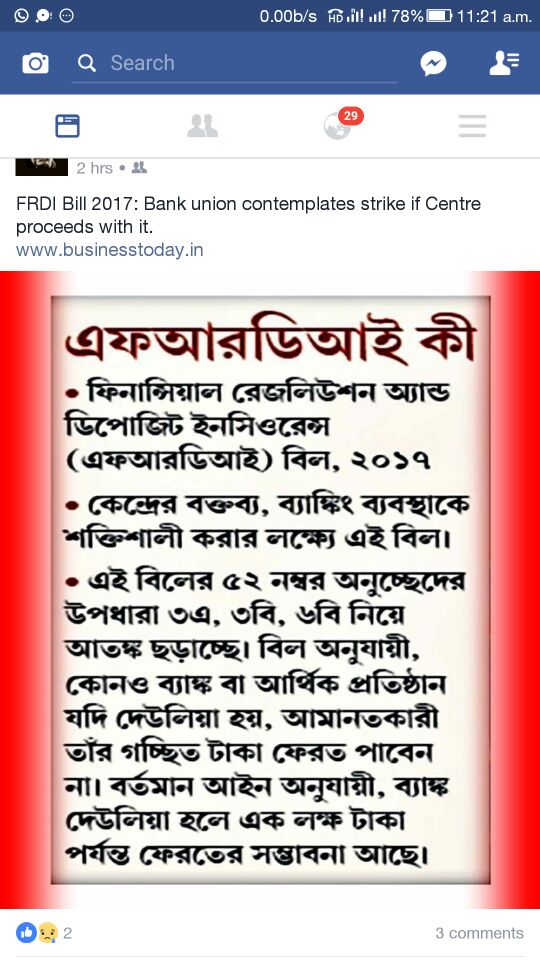 0.00b/s HD 78% 11:21 a.m.
Search
29
2 hrs •
FRDI Bill 2017: Bank union contemplates strike if Centre
proceeds with it.
www.businesstoday.in
এফআরডিআই কী
• ফিনান্সিয়াল রেজলিউশন অ্যান্ড
ডিপোজিট ইনসিওরেন্স
(এফআরডিআই) বিল, ২০১৭
• কেন্দ্রের বক্তব্য, ব্যাঙ্কিং ব্যবস্থাকে
শক্তিশালী করার লক্ষ্যে এই বিল।
• এই বিলের ৫২ নম্বর অনুচ্ছেদের
উপধারা ৩এ, ৩বি, ৬বি নিয়ে
আতঙ্ক ছড়াচ্ছে। বিল অনুযায়ী,
কোনও ব্যাঙ্ক বা আর্থিক প্রতিষ্ঠান
যদি দেউলিয়া হয়, আমানতকারী
তাঁর গচ্ছিত টাকা ফেরত পাবেন
না। বর্তমান আইন অনুযায়ী, ব্যাঙ্ক
দেউলিয়া হলে এক লক্ষ টাকা
পর্যন্ত ফেরতের সম্ভাবনা আছে।
2 3 comments